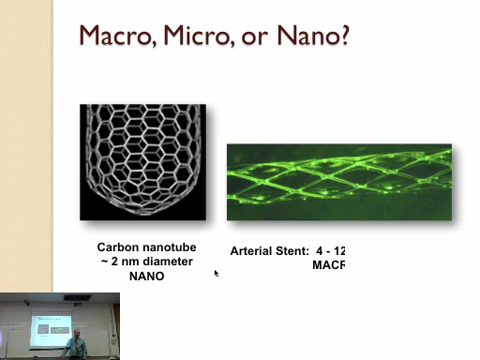 Macro, Micro, or Nano?
Carbon nanotube
~ 2 nm diameter
NANO
Arterial Stent: 4 - 12
MACR